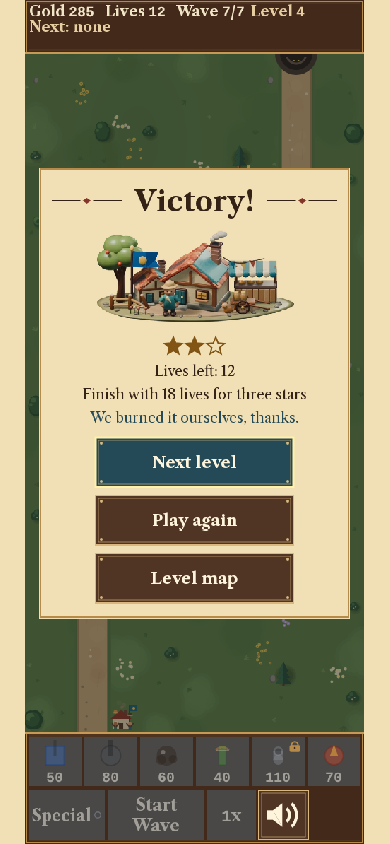 Gold 285 Lives 12 Wave 7/7 Level 4
Next: none
Victory!
Lives left: 12
Finish with 18 lives for three stars
We burned it ourselves, thanks.
Next level
Play again
Level map
50 80 60 40 110 70
Special
Start
Wave
1x